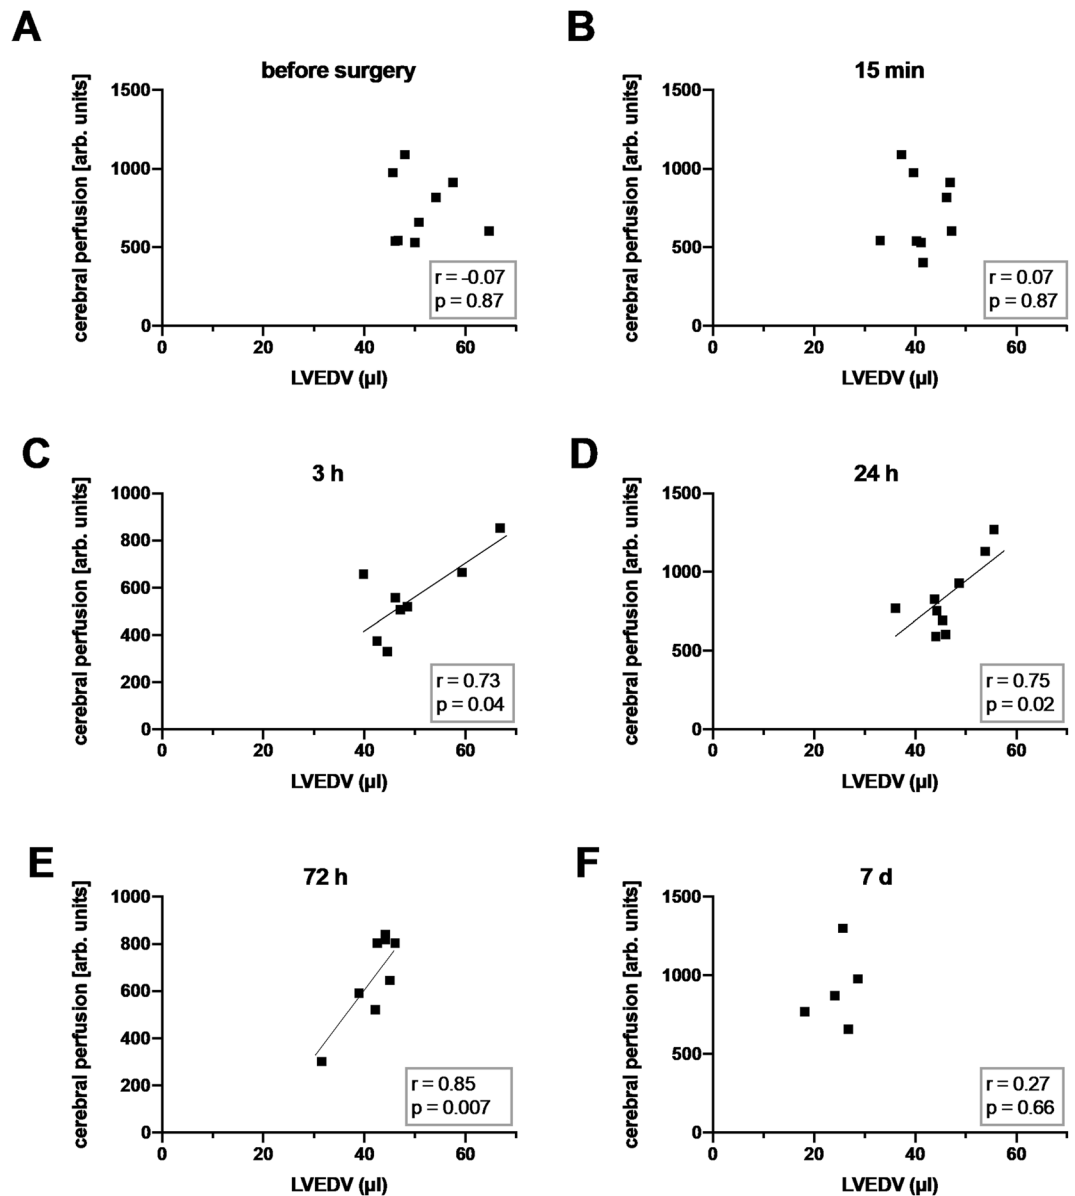 A
before surgery
cerebral perfusion [arb. units]
1500
1000
500
0
0 20 40 60
LVEDV (µl)
r = -0.07
p = 0.87
B
15 min
cerebral perfusion [arb. units]
1500
1000
500
0
0 20 40 60
LVEDV (µl)
r = 0.07
p = 0.87
C
3 h
cerebral perfusion [arb. units]
1000
800
600
400
200
0
0 20 40 60
LVEDV (µl)
r = 0.73
p = 0.04
D
24 h
cerebral perfusion [arb. units]
1500
1000
500
0
0 20 40 60
LVEDV (µl)
r = 0.75
p = 0.02
E
72 h
cerebral perfusion [arb. units]
1000
800
600
400
200
0
0 20 40 60
LVEDV (µl)
r = 0.85
p = 0.007
F
7 d
cerebral perfusion [arb. units]
1500
1000
500
0
0 20 40 60
LVEDV (µl)
r = 0.27
p = 0.66